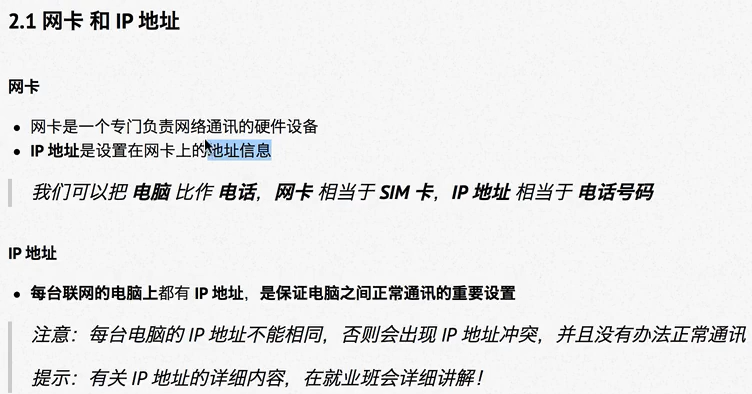 2.1 网卡 和 IP 地址
网卡
• 网卡是一个专门负责网络通讯的硬件设备
• IP 地址是设置在网卡上的地址信息
我们可以把 电脑 比作 电话，网卡 相当于 SIM 卡，IP 地址 相当于 电话号码
IP 地址
• 每台联网的电脑上都有 IP 地址，是保证电脑之间正常通讯的重要设置
注意：每台电脑的 IP 地址不能相同，否则会出现 IP 地址冲突，并且没有办法正常通讯
提示：有关 IP 地址的详细内容，在就业班会详细讲解！